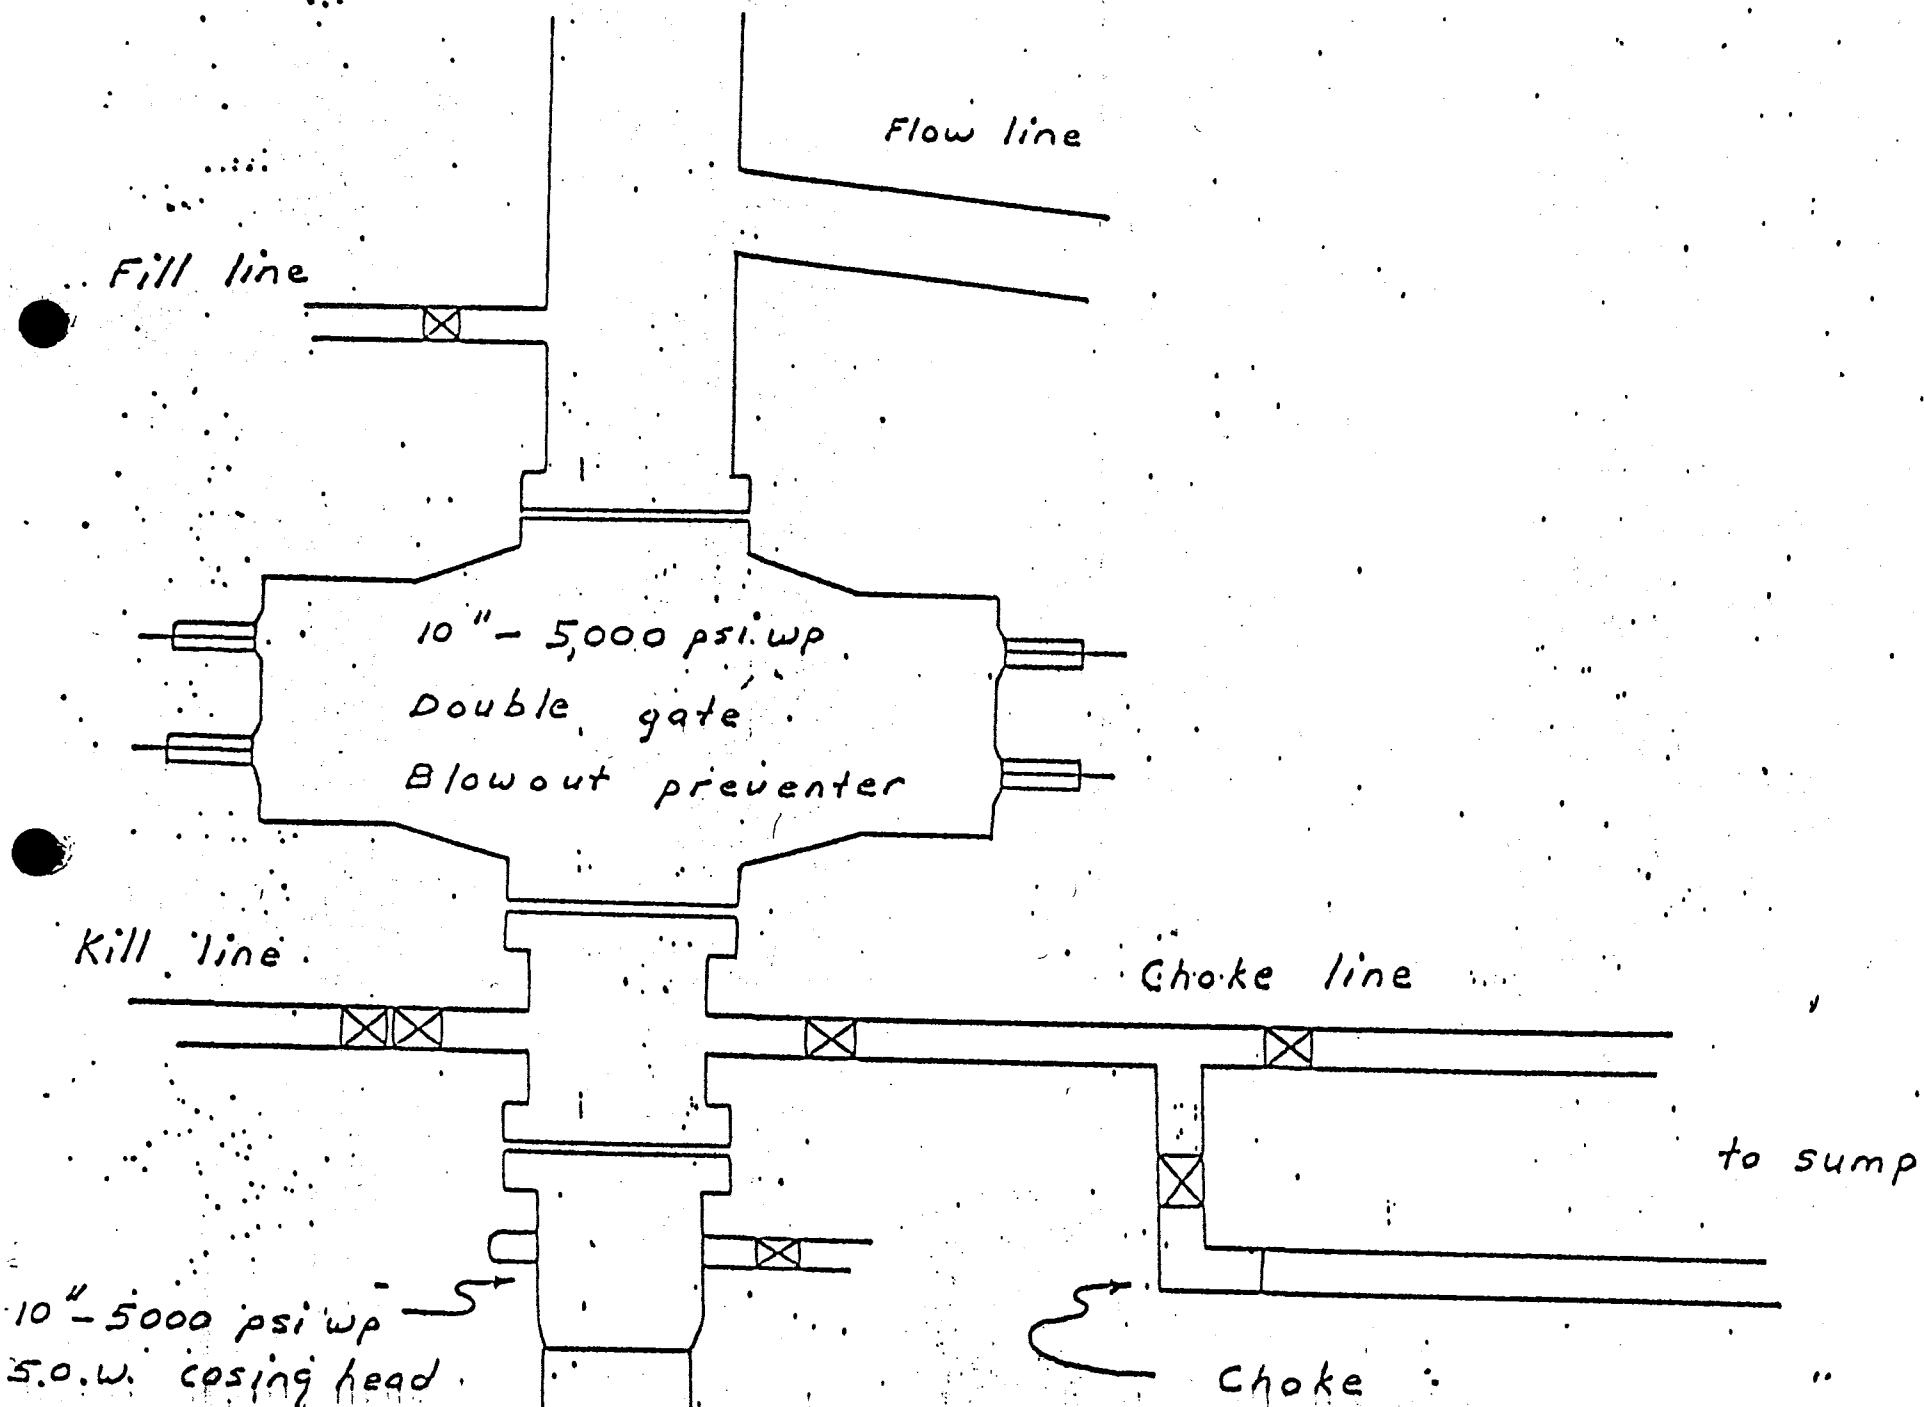 Flow line
Fill line
10" - 5,000 psi wp
Double gate
Blowout preventer
Kill line
Choke line
to sump
10" - 5000 psi wp
S.O.W. cosing head
Choke